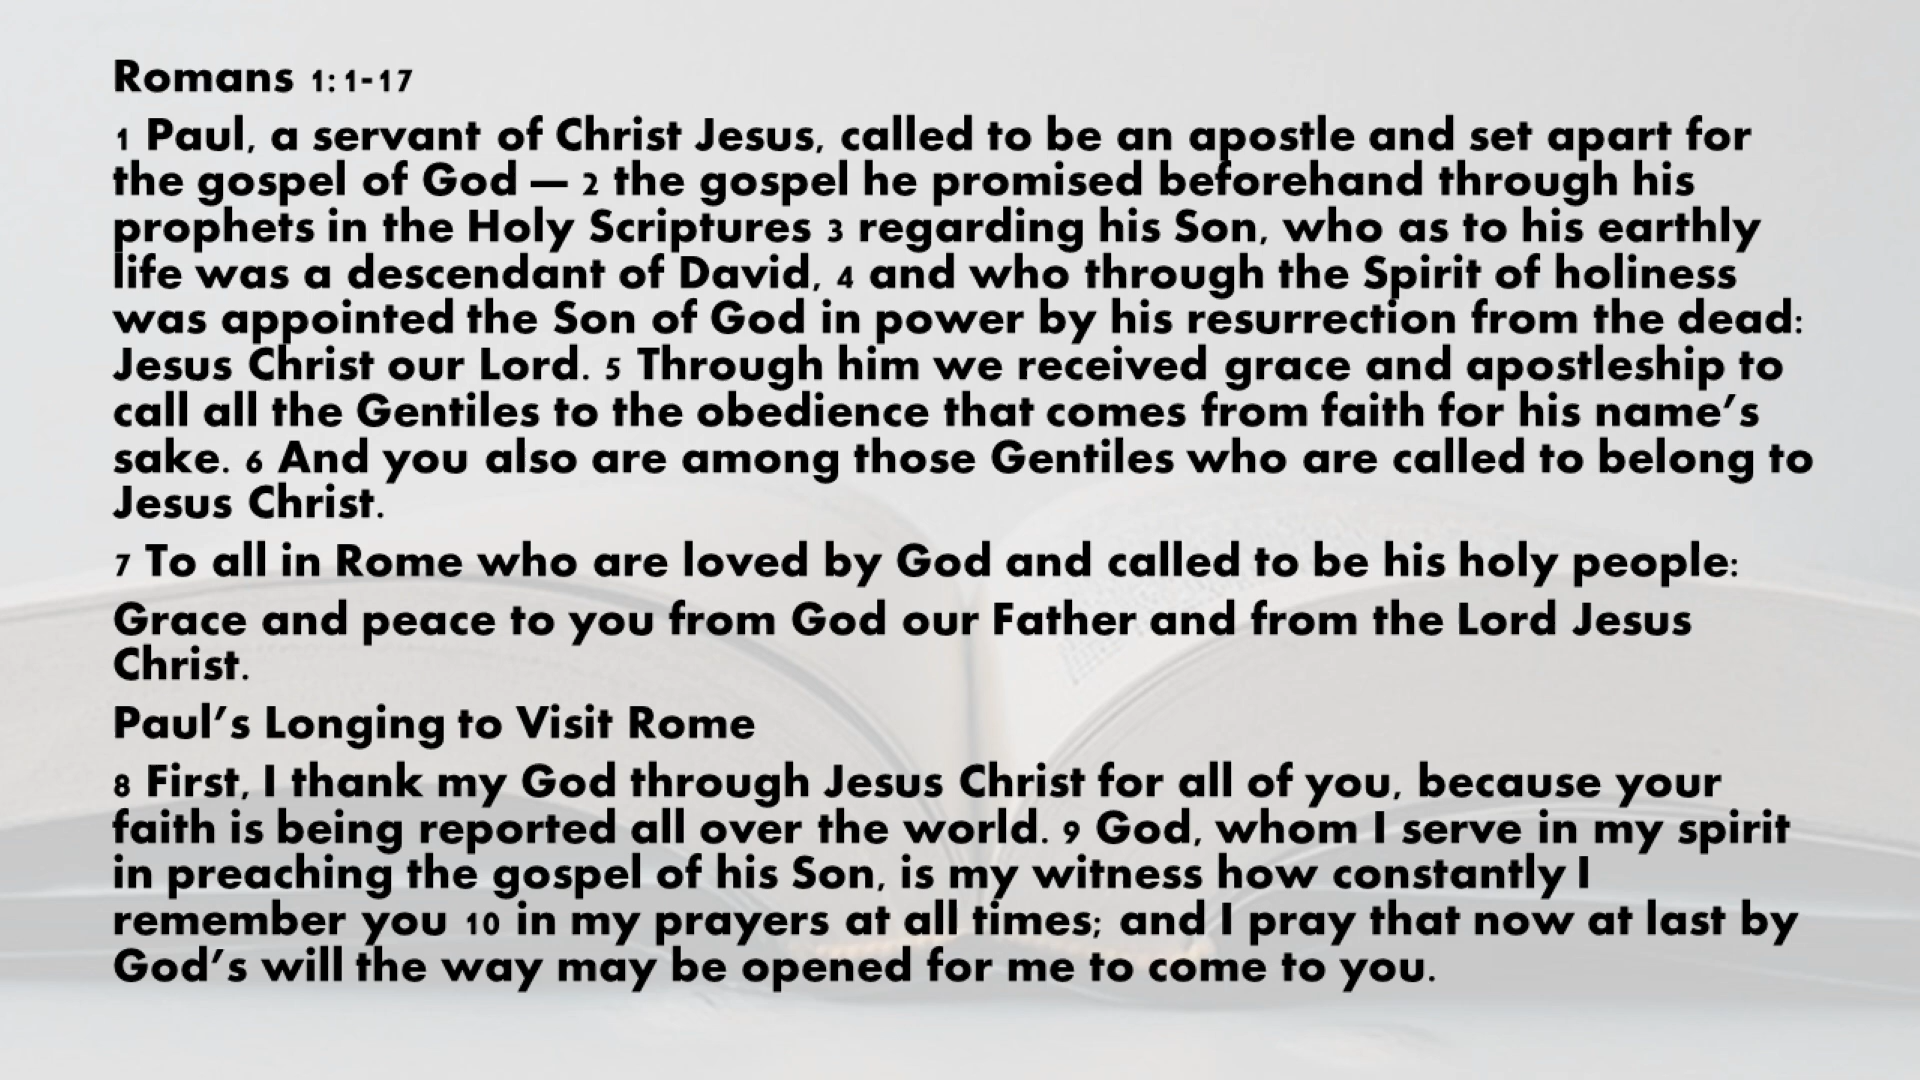 Romans 1:1-17
1 Paul, a servant of Christ Jesus, called to be an apostle and set apart for
the gospel of God — 2 the gospel he promised beforehand through his
prophets in the Holy Scriptures 3 regarding his Son, who as to his earthly
life was a descendant of David, 4 and who through the Spirit of holiness
was appointed the Son of God in power by his resurrection from the dead:
Jesus Christ our Lord. 5 Through him we received grace and apostleship to
call all the Gentiles to the obedience that comes from faith for his name’s
sake. 6 And you also are among those Gentiles who are called to belong to
Jesus Christ.
7 To all in Rome who are loved by God and called to be his holy people:
Grace and peace to you from God our Father and from the Lord Jesus
Christ.
Paul’s Longing to Visit Rome
8 First, I thank my God through Jesus Christ for all of you, because your
faith is being reported all over the world. 9 God, whom I serve in my spirit
in preaching the gospel of his Son, is my witness how constantly I
remember you 10 in my prayers at all times; and I pray that now at last by
God’s will the way may be opened for me to come to you.